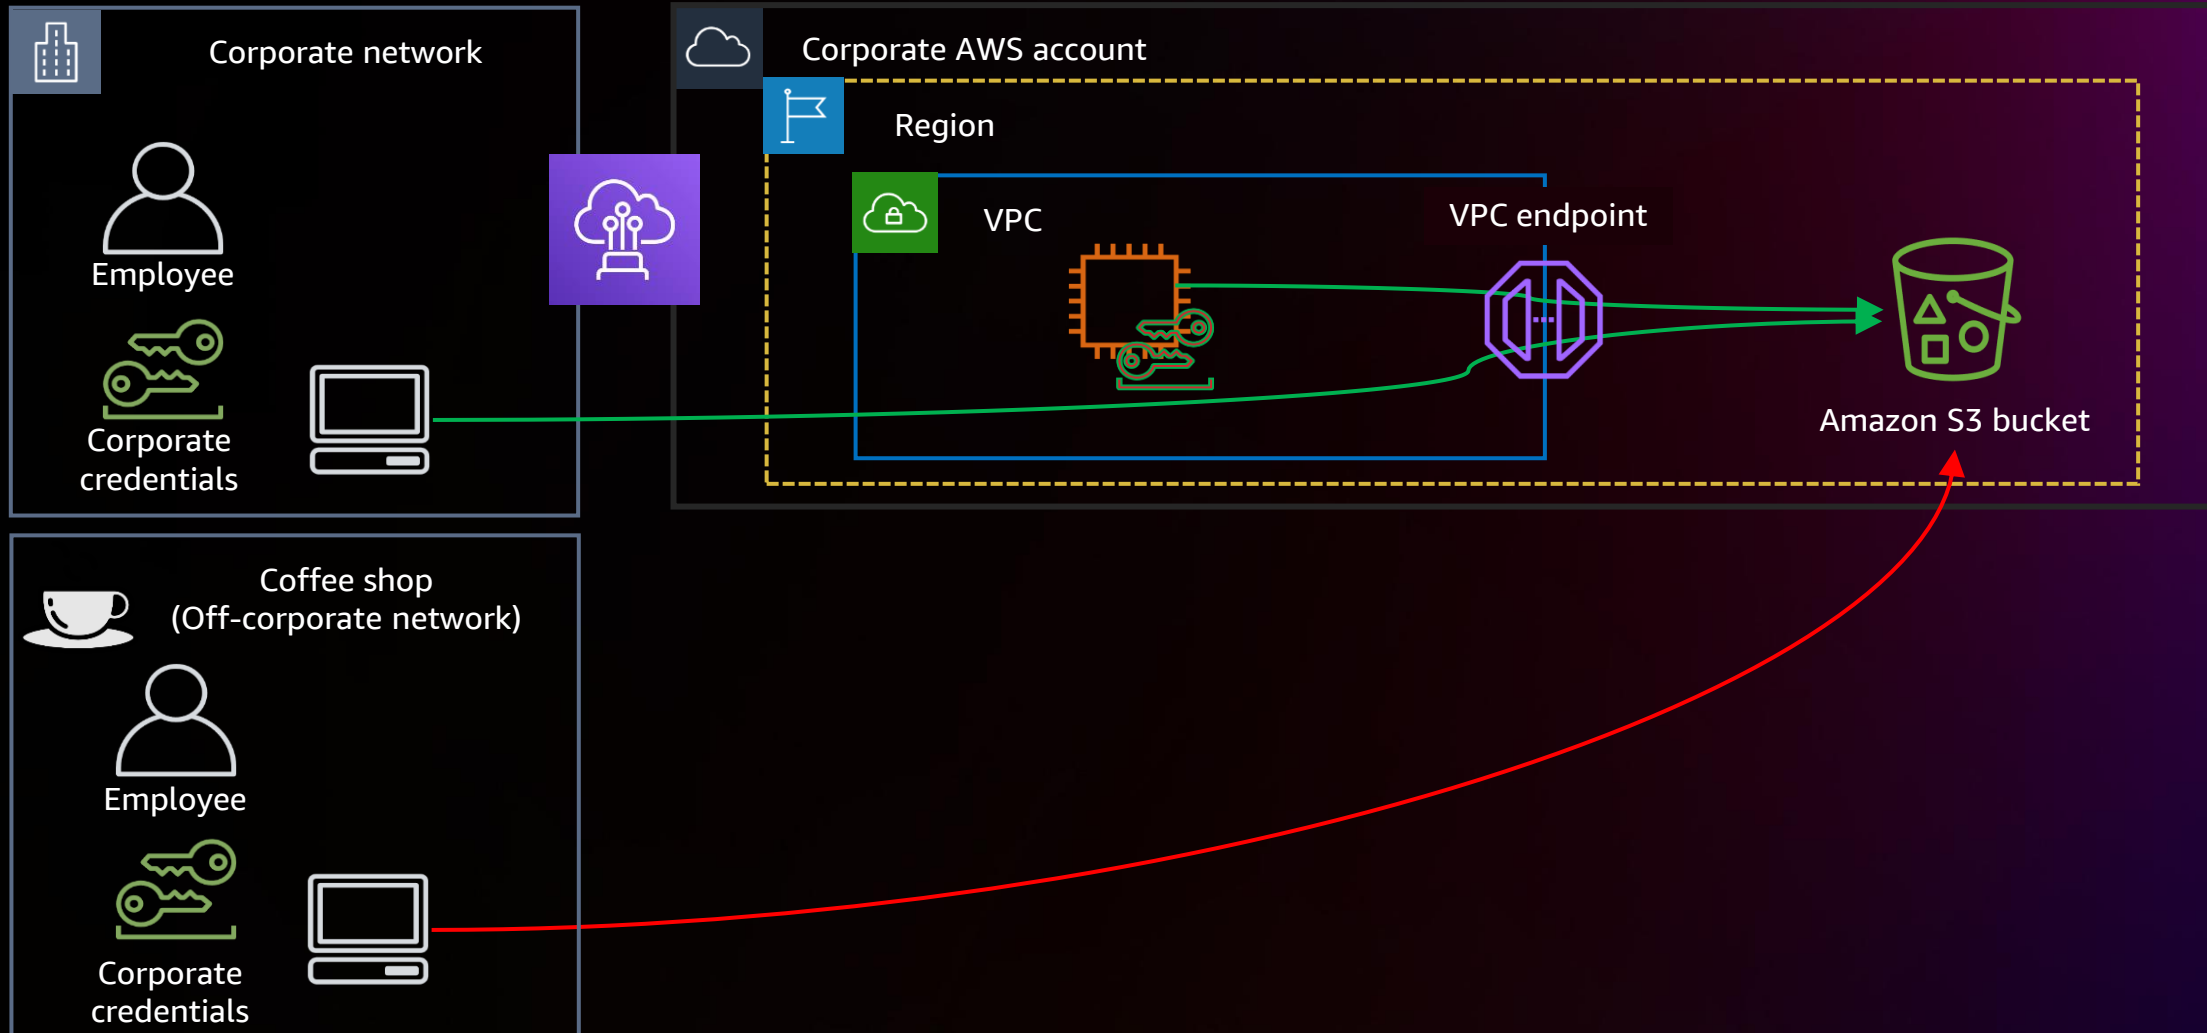 Corporate network
Employee
Corporate
credentials
Corporate AWS account
Region
VPC
VPC endpoint
Amazon S3 bucket
Coffee shop
(Off-corporate network)
Employee
Corporate
credentials